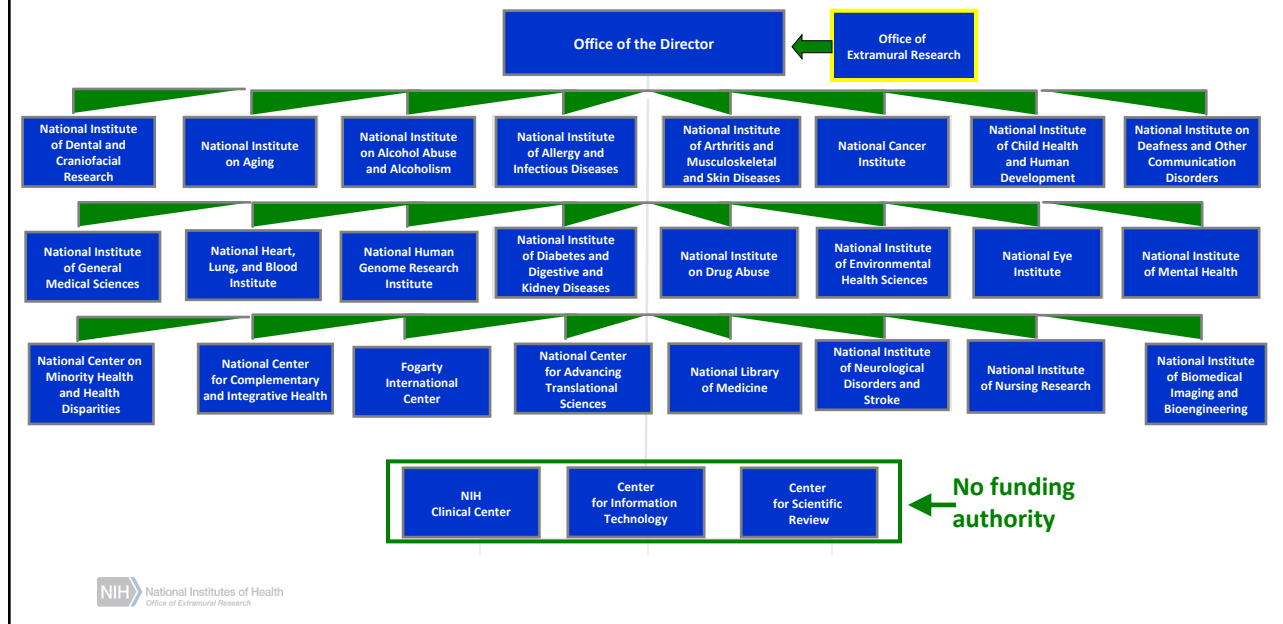 Office of the Director
Office of
Extramural Research
National Institute
of Dental and
Craniofacial
Research
National Institute
on Aging
National Institute
on Alcohol Abuse
and Alcoholism
National Institute
of Allergy and
Infectious Diseases
National Institute
of Arthritis and
Musculoskeletal
and Skin Diseases
National Cancer
Institute
National Institute
of Child Health
and Human
Development
National Institute on
Deafness and Other
Communication
Disorders
National Institute
of General
Medical Sciences
National Heart,
Lung, and Blood
Institute
National Human
Genome Research
Institute
National Institute
of Diabetes and
Digestive and
Kidney Diseases
National Institute
on Drug Abuse
National Institute
of Environmental
Health Sciences
National Eye
Institute
National Institute
of Mental Health
National Center on
Minority Health
and Health
Disparities
National Center
for Complementary
and Integrative Health
Fogarty
International
Center
National Center
for Advancing
Translational
Sciences
National Library
of Medicine
National Institute
of Neurological
Disorders and
Stroke
National Institute
of Nursing Research
National Institute
of Biomedical
Imaging and
Bioengineering
NIH
Clinical Center
Center
for Information
Technology
Center
for Scientific
Review
No funding
authority
NIH National Institutes of Health
Office of Extramural Research